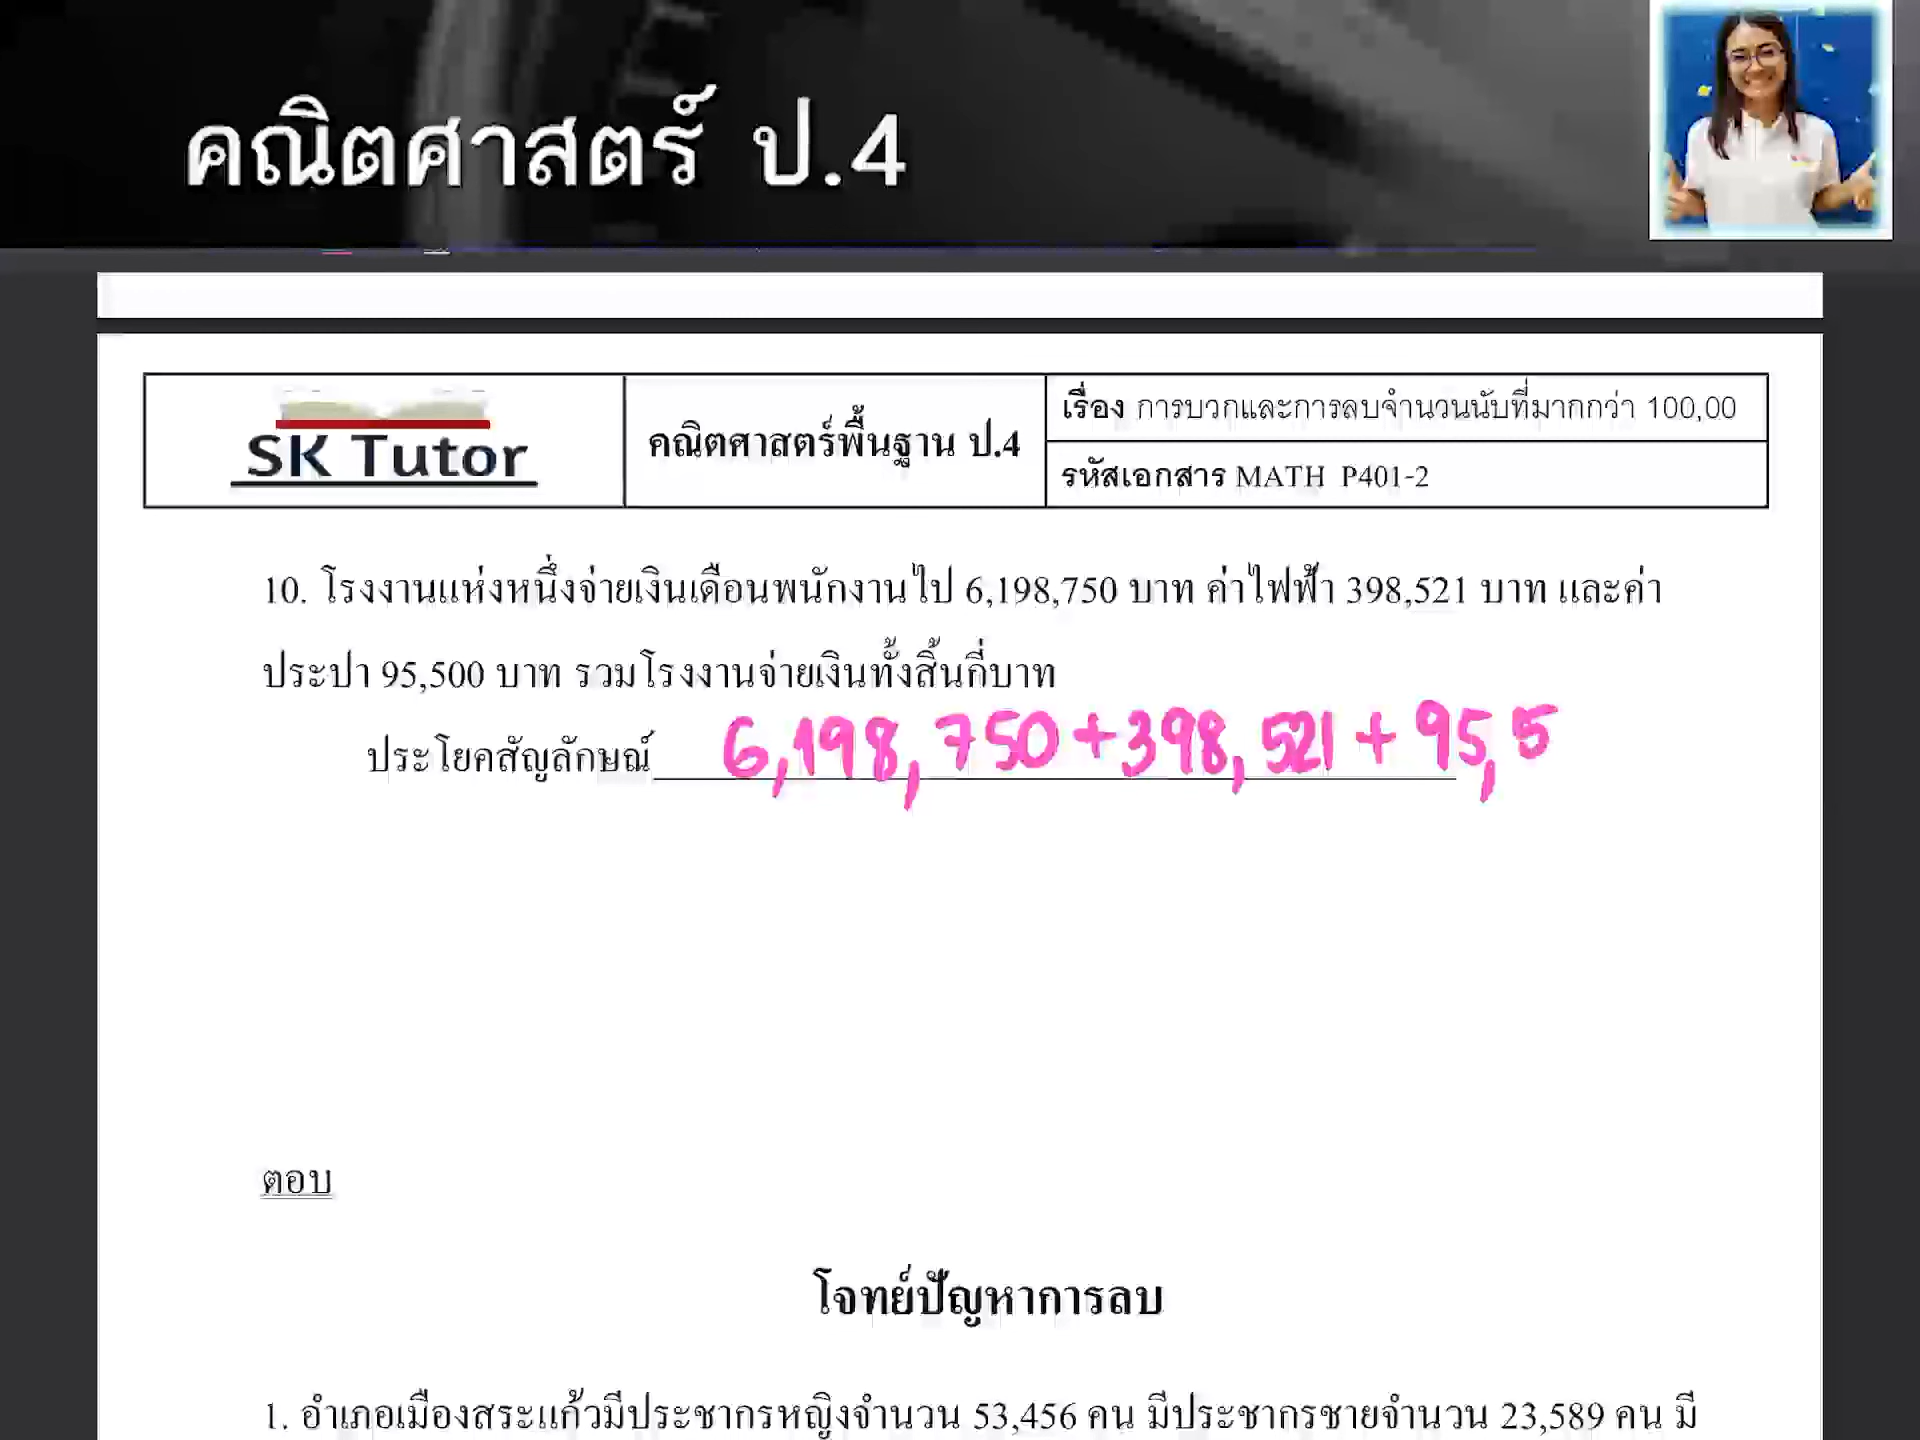 คณิตศาสตร์ ป.4
SK Tutor
คณิตศาสตร์พื้นฐาน ป.4
เรื่อง การบวกและการลบจำนวนนับที่มากกว่า 100,00
รหัสเอกสาร MATH P401-2
10. โรงงานแห่งหนึ่งจ่ายเงินเดือนพนักงานไป 6,198,750 บาท ค่าไฟฟ้า 398,521 บาท และค่า
ประปา 95,500 บาท รวมโรงงานจ่ายเงินทั้งสิ้นกี่บาท
ประโยคสัญลักษณ์ 6,198,750+398,521+95,5
ตอบ
โจทย์ปัญหาการลบ
1. อำเภอเมืองสระแก้วมีประชากรหญิงจำนวน 53,456 คน มีประชากรชายจำนวน 23,589 คน มี